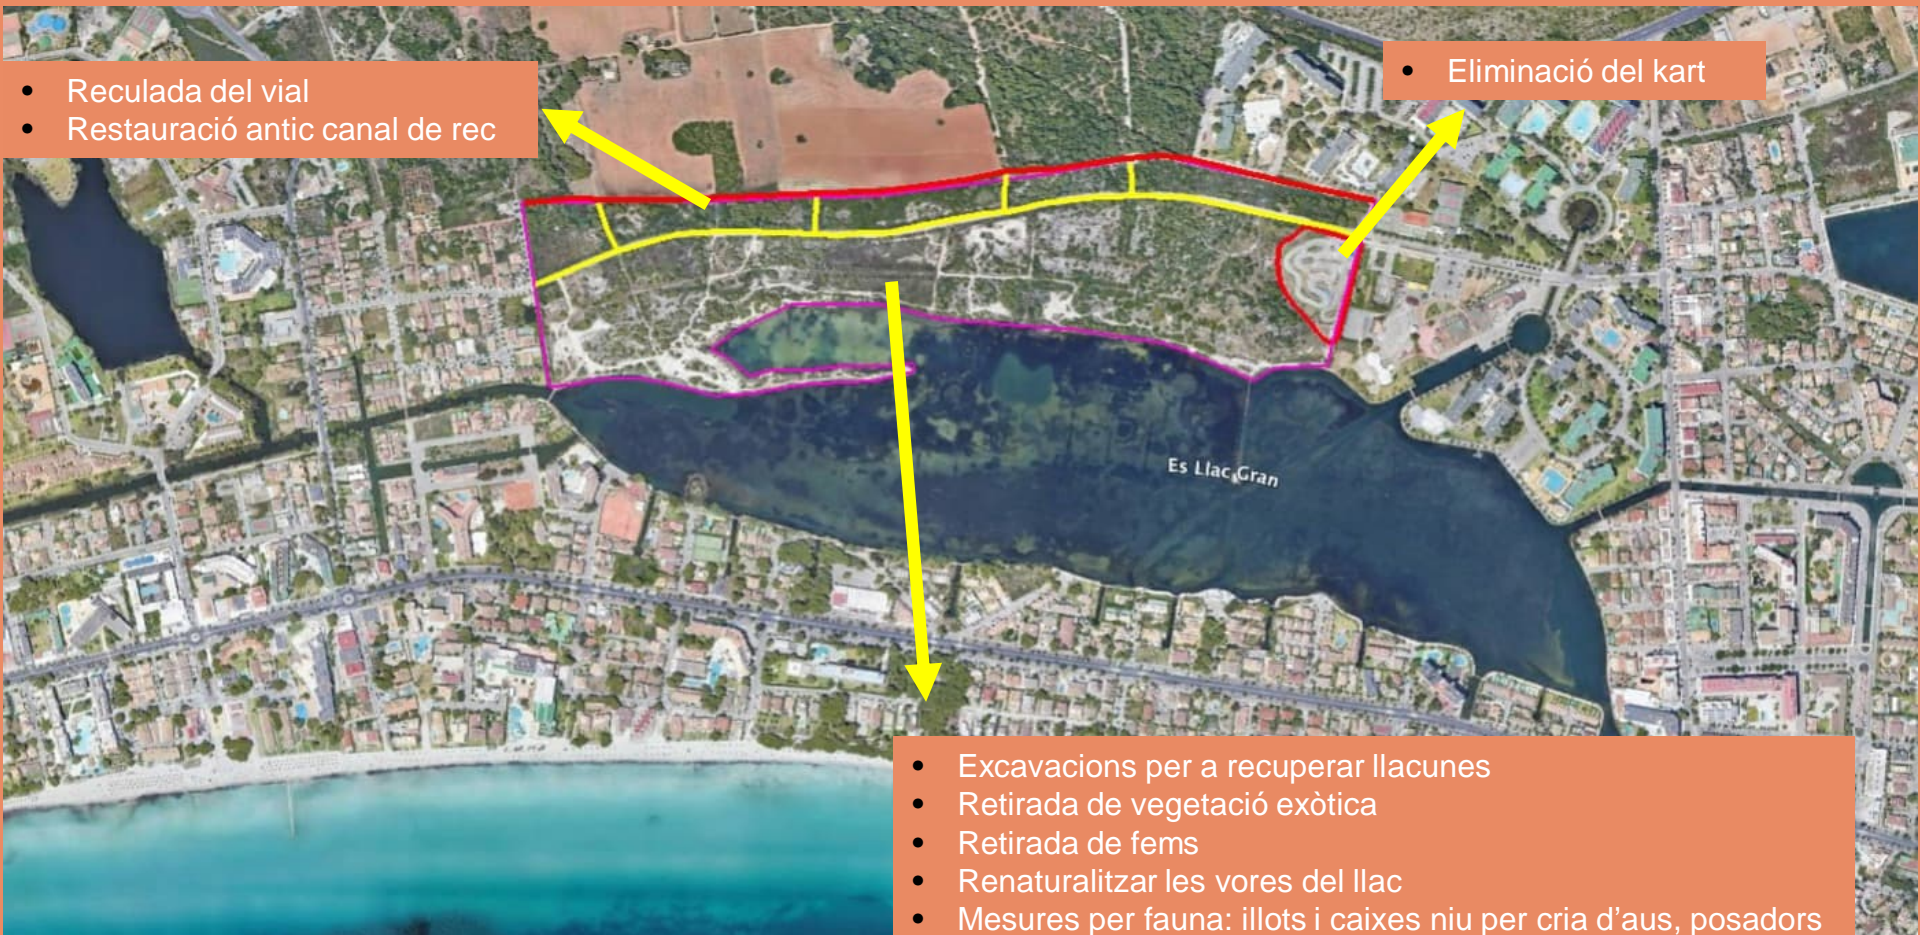 Reculada del vial
Restauració antic canal de rec
Eliminació del kart
Es Llac Gran
Excavacions per a recuperar llacunes
Retirada de vegetació exòtica
Retirada de fems
Renaturalitzar les vores del llac
Mesures per fauna: illots i caixes niu per cria d'aus, posadors